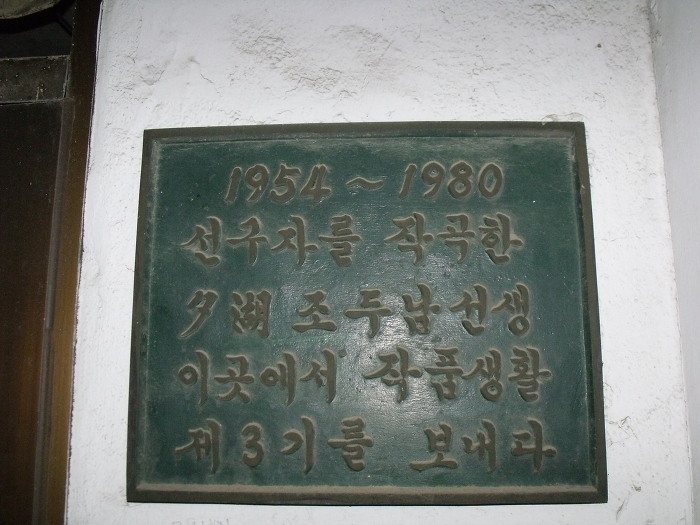 1954 ~ 1980
선구자를 작곡한
夕湖 조두남선생
이곳에서 작품생활
제3기를 보내다